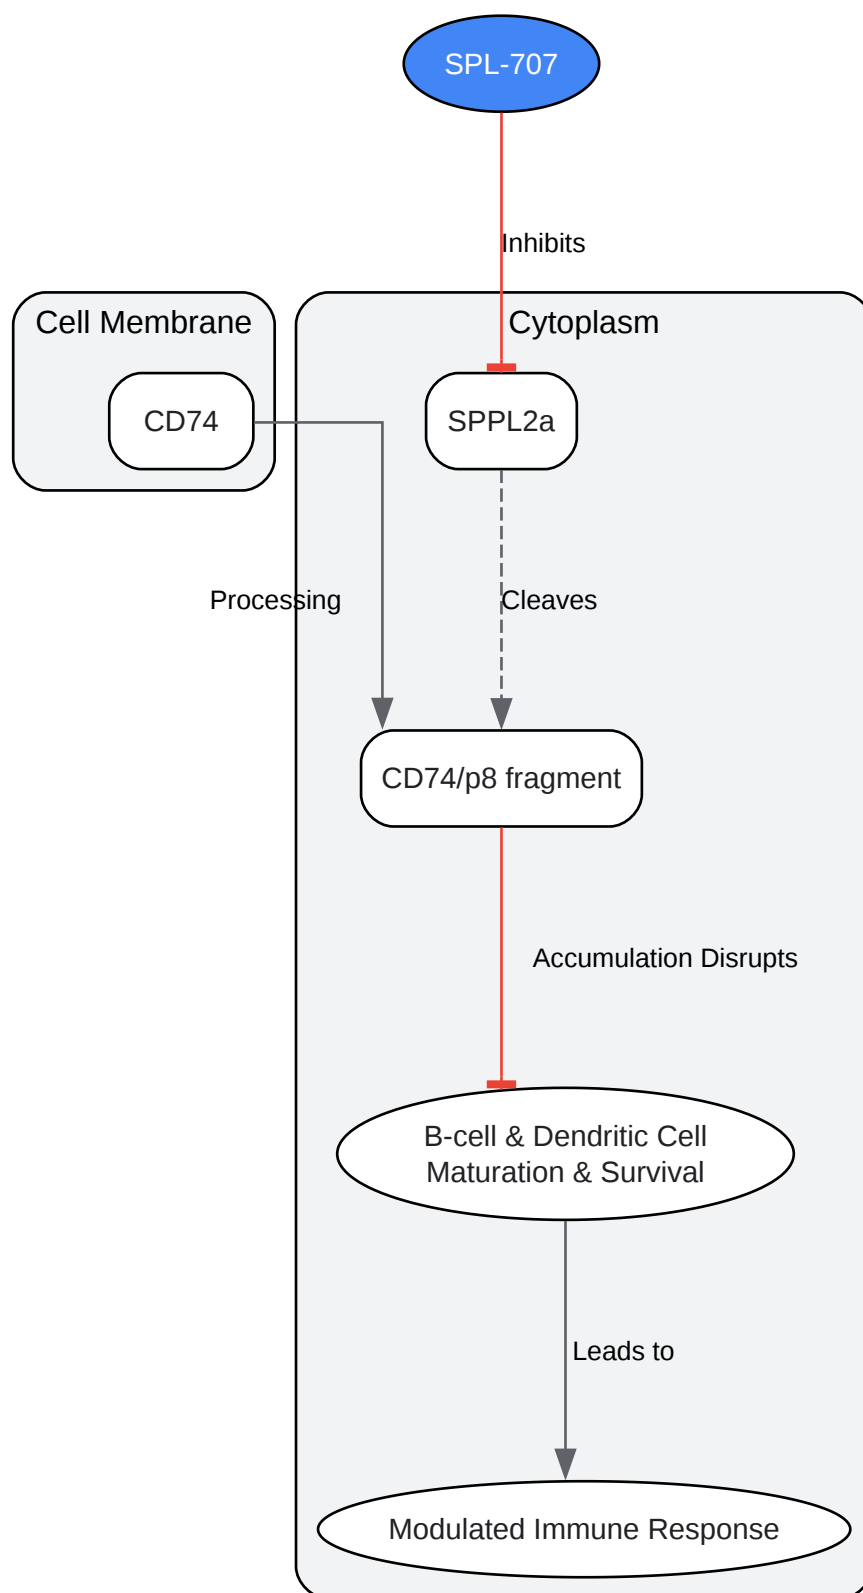 SPL-707
Inhibits
Cell Membrane
Cytoplasm
CD74
SPPL2a
Processing
Cleaves
CD74/p8 fragment
Accumulation Disrupts
B-cell & Dendritic Cell
Maturation & Survival
Leads to
Modulated Immune Response